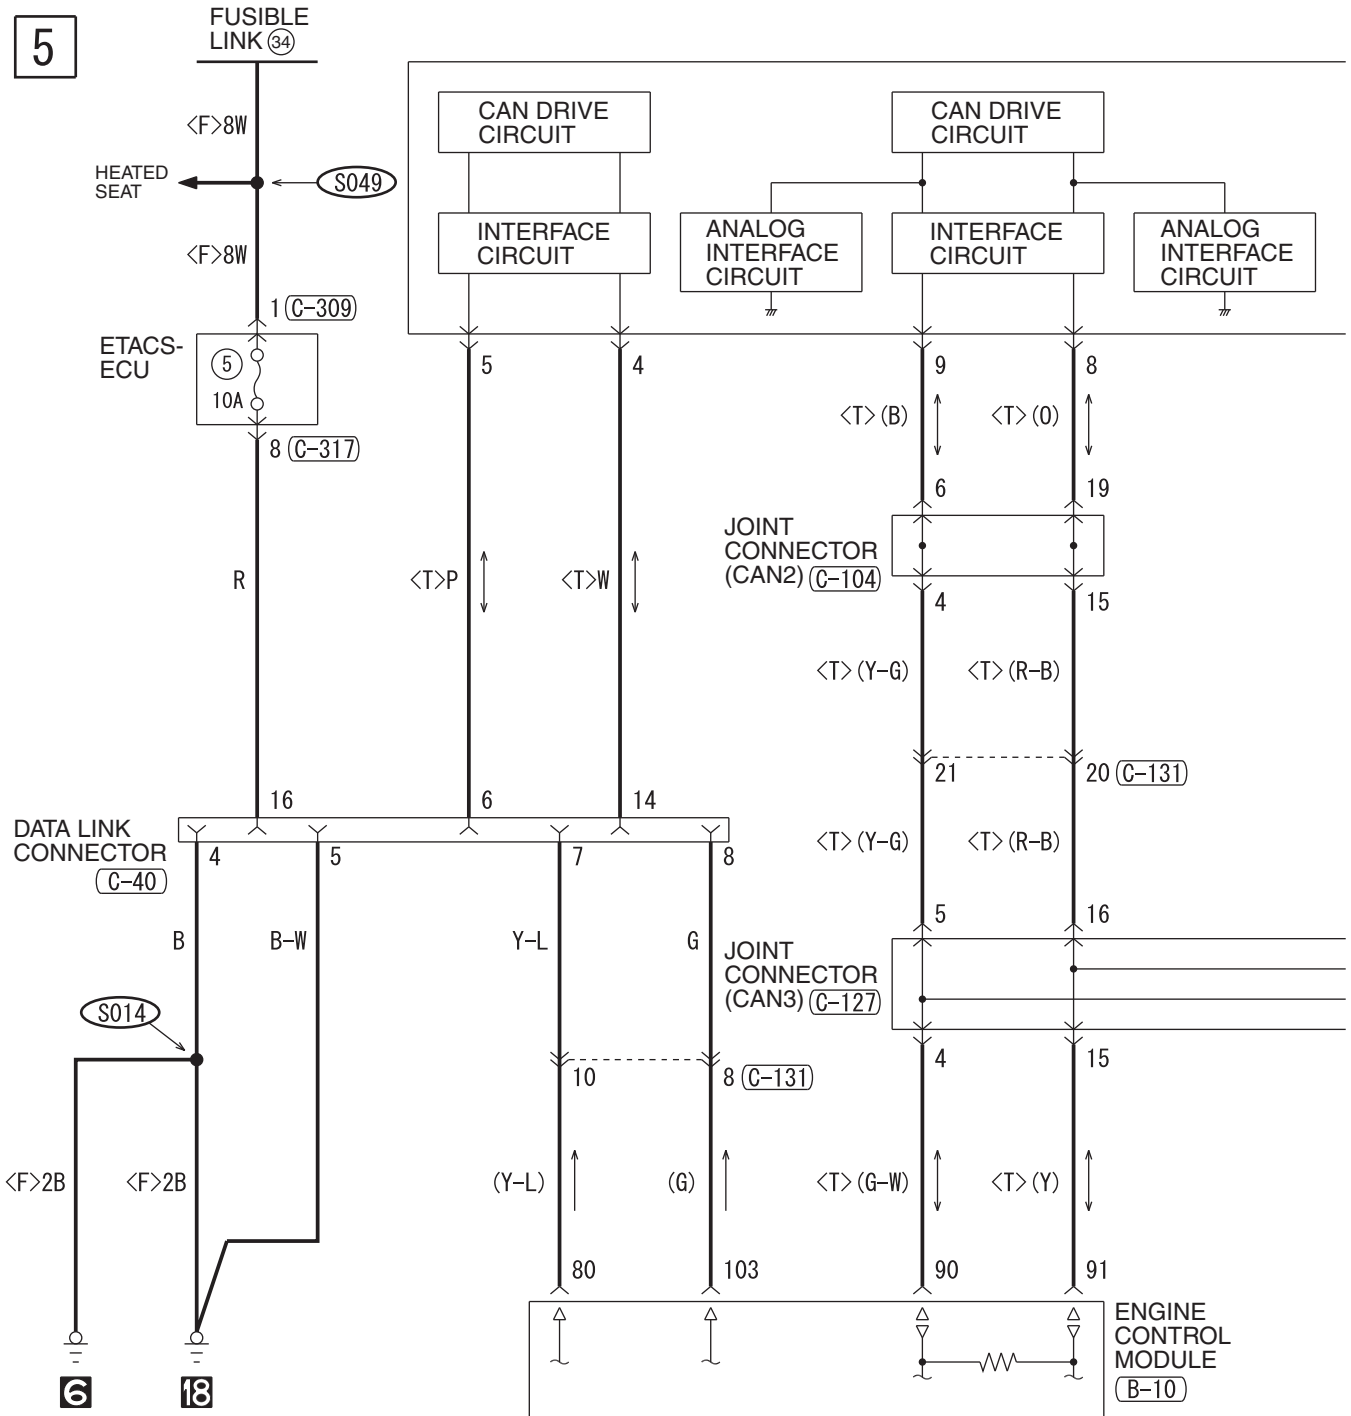 5
FUSIBLE
LINK 34
<F>8W
HEATED
SEAT
S049
<F>8W
1 C-309
ETACS-
ECU
5
10A
8 C-317
R
CAN DRIVE
CIRCUIT
INTERFACE
CIRCUIT
ANALOG
INTERFACE
CIRCUIT
CAN DRIVE
CIRCUIT
INTERFACE
CIRCUIT
ANALOG
INTERFACE
CIRCUIT
5
4
9
8
<T>(B)
<T>(O)
6
19
JOINT
CONNECTOR
(CAN2) C-104
<T>P
<T>W
4
15
<T>(Y-G)
<T>(R-B)
21
20 C-131
<T>(Y-G)
<T>(R-B)
16
6
14
DATA LINK
CONNECTOR
C-40
4
5
7
8
5
16
B
B-W
Y-L
G
JOINT
CONNECTOR
(CAN3) C-127
S014
10
8 C-131
4
15
<F>2B
<F>2B
(Y-L)
(G)
<T>(G-W)
<T>(Y)
80
103
90
91
ENGINE
CONTROL
MODULE
B-10
6
18